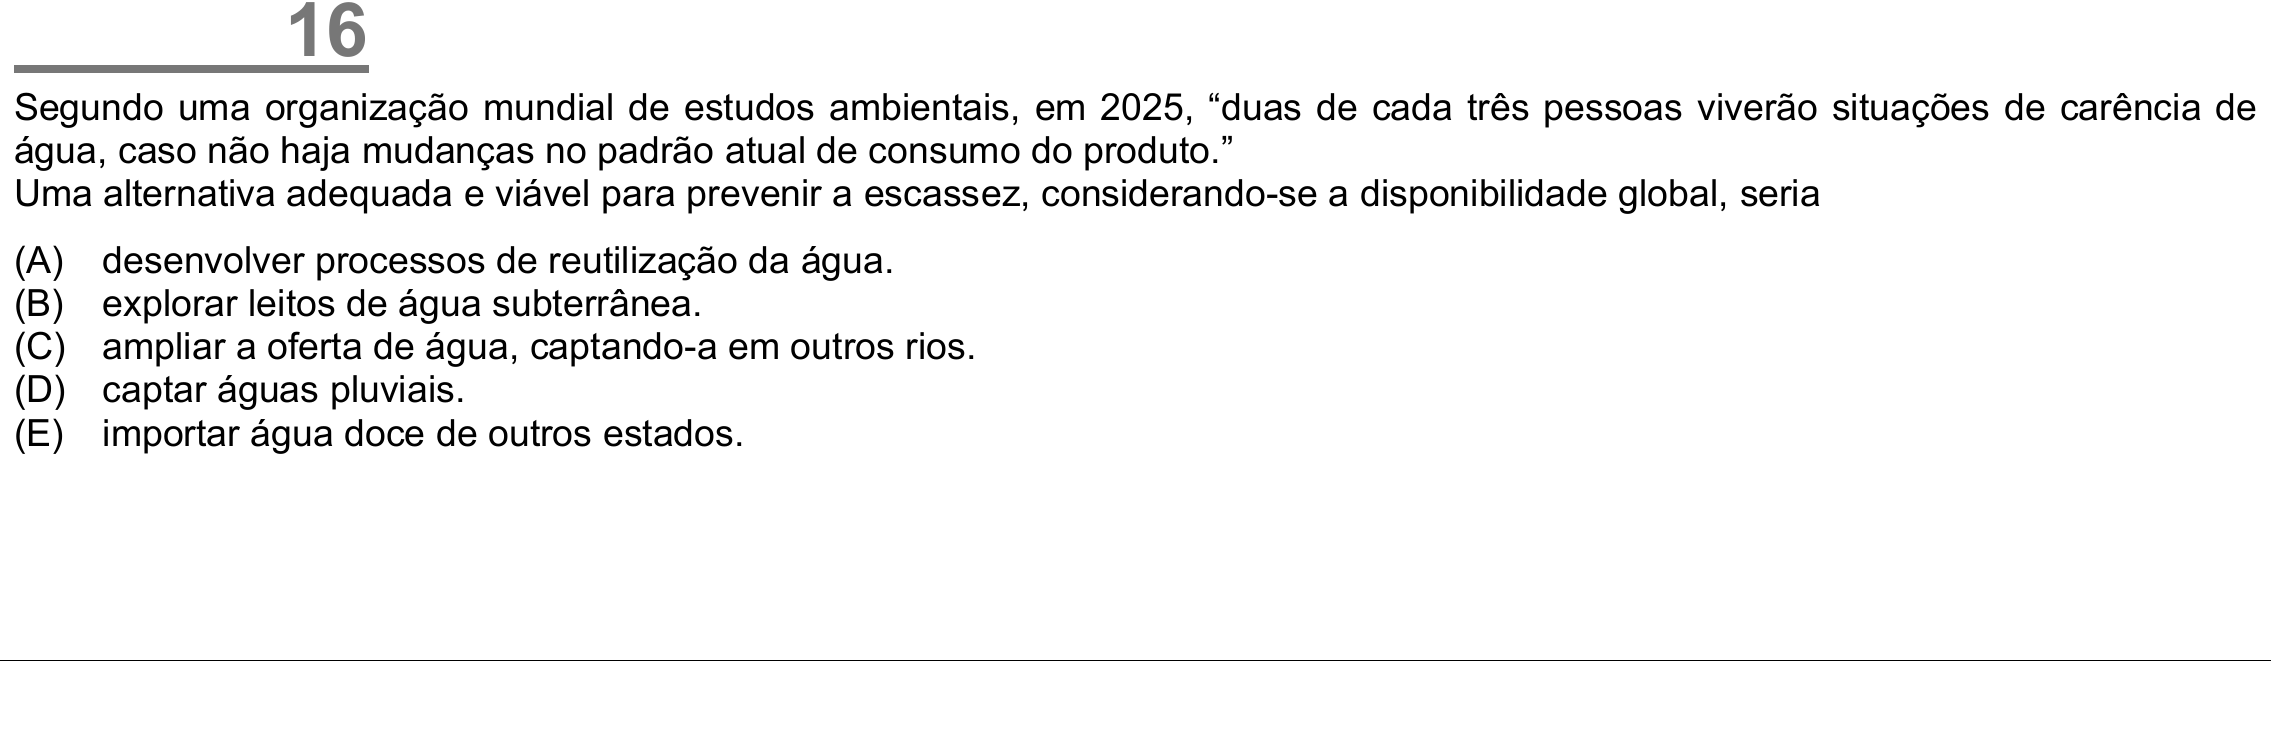 16
Segundo uma organização mundial de estudos ambientais, em 2025, “duas de cada três pessoas viverão situações de carência de
água, caso não haja mudanças no padrão atual de consumo do produto.”
Uma alternativa adequada e viável para prevenir a escassez, considerando-se a disponibilidade global, seria
(A) desenvolver processos de reutilização da água.
(B) explorar leitos de água subterrânea.
(C) ampliar a oferta de água, captando-a em outros rios.
(D) captar águas pluviais.
(E) importar água doce de outros estados.